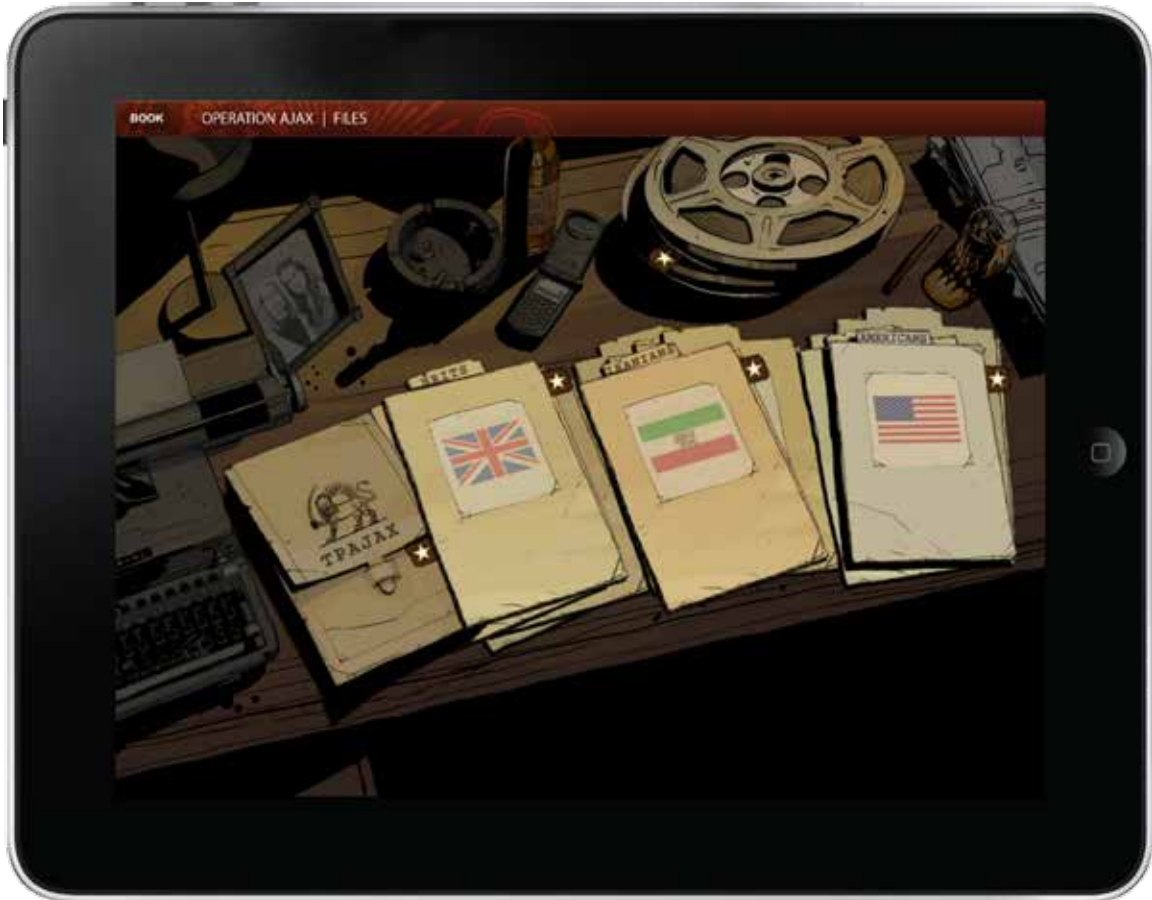 BOOK OPERATION AJAX | FILES
BRITS
IRANIANS
AMERICANS
TPAJAX